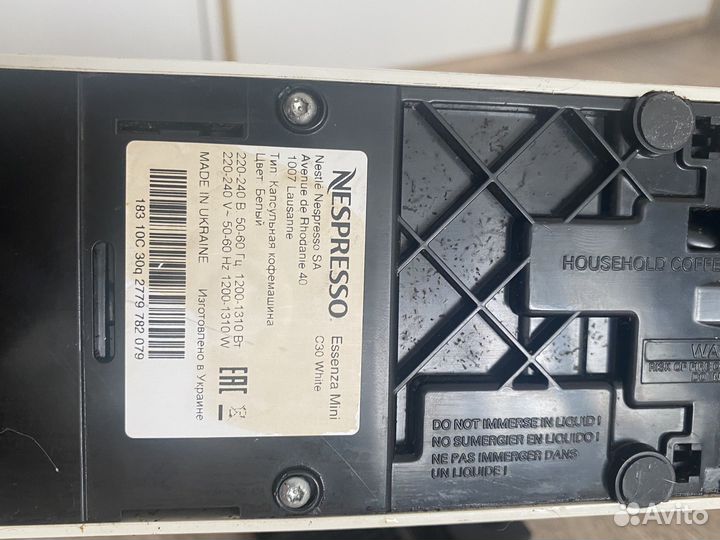 NESPRESSO
Essenza Mini
C30 White
Nestlé Nespresso SA
Avenue de Rhodanie 40
1007 Lausanne
Тип Капсульная кофемашина
Цвет Белый
220-240 В 50-60 Гц 1200-1310 Вт
220-240 V~ 50-60 Hz 1200-1310 W
MADE IN UKRAINE Изготовлено в Украине
EAC
183 10C 30q 2779 782 079
HOUSEHOLD COFFE
WA
DO NOT IMMERSE IN LIQUID !
NO SUMERGIER EN LIQUIDO !
NE PAS IMMERGER DANS
UN LIQUIDE !
Avito